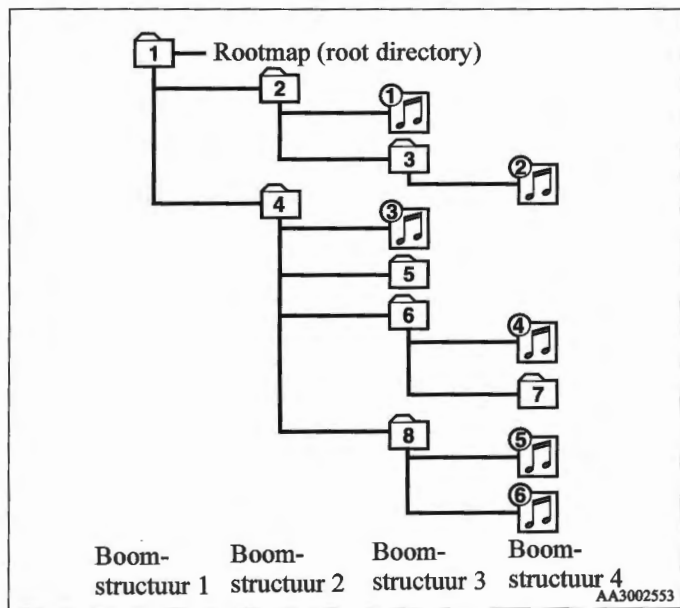 1 Rootmap (root directory)
2 ①
3 ②
4 ③
5
6 ④
7
8 ⑤
⑥
Boom- Boom- Boom- Boom-
structuur 1 structuur 2 structuur 3 structuur 4
AA3002553